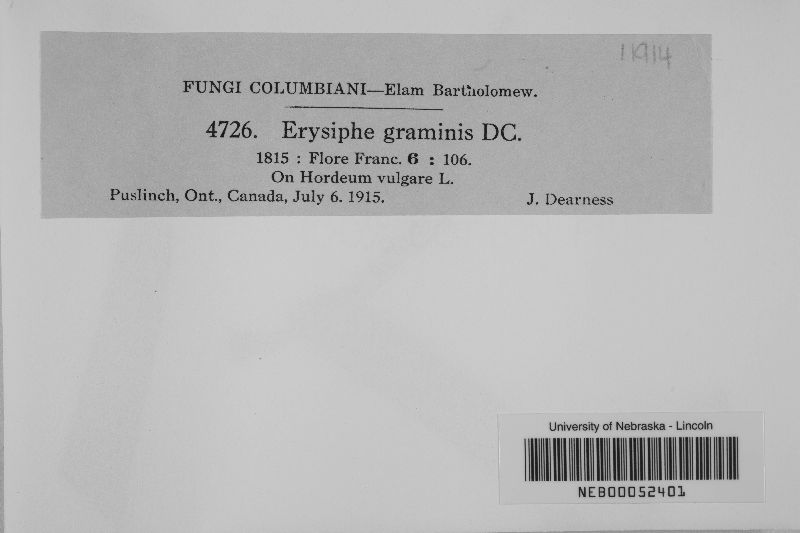 11914
FUNGI COLUMBIANI—Elam Bartholomew.
4726. Erysiphe graminis DC.
1815 : Flore Franc. 6 : 106.
On Hordeum vulgare L.
Puslinch, Ont., Canada, July 6. 1915. J. Dearness
University of Nebraska - Lincoln
NEB00052401